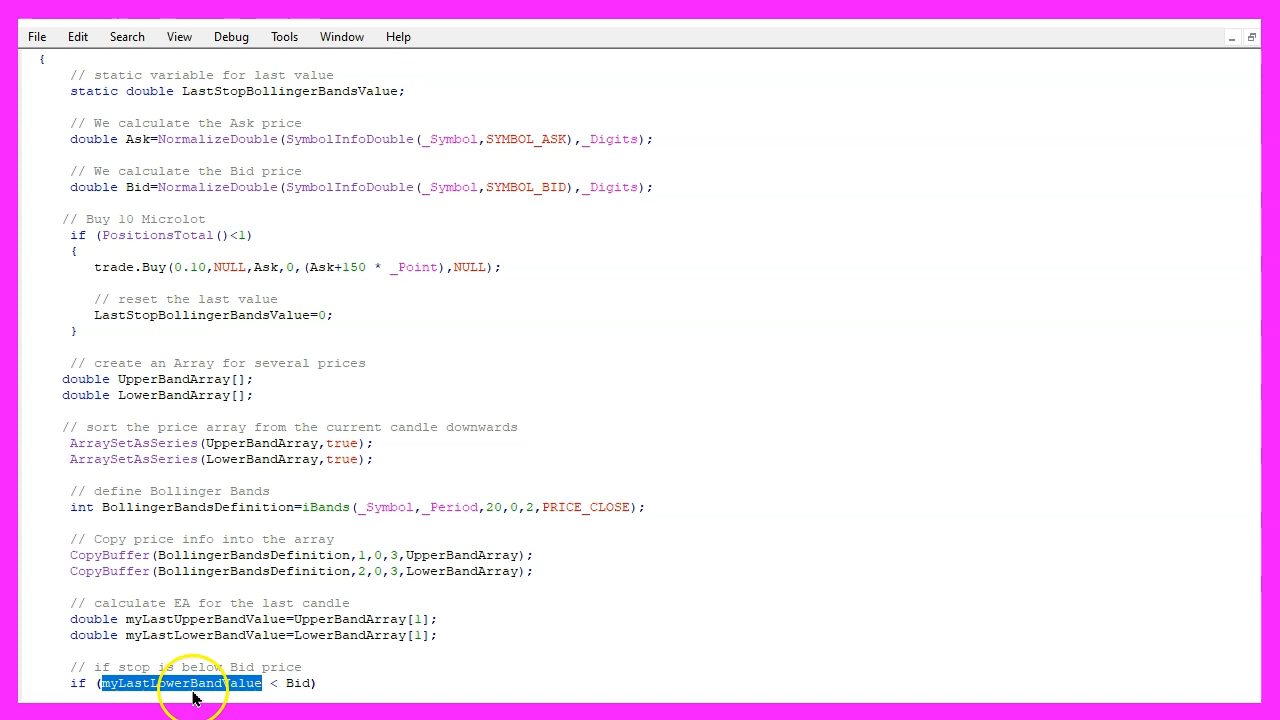 File Edit Search View Debug Tools Window Help
{
// static variable for last value
static double LastStopBollingerBandsValue;
// We calculate the Ask price
double Ask=NormalizeDouble(SymbolInfoDouble(_Symbol,SYMBOL_ASK),_Digits);
// We calculate the Bid price
double Bid=NormalizeDouble(SymbolInfoDouble(_Symbol,SYMBOL_BID),_Digits);
// Buy 10 Microlot
if (PositionsTotal()<1)
{
trade.Buy(0.10,NULL,Ask,0,(Ask+150 * _Point),NULL);
// reset the last value
LastStopBollingerBandsValue=0;
}
// create an Array for several prices
double UpperBandArray[];
double LowerBandArray[];
// sort the price array from the current candle downwards
ArraySetAsSeries(UpperBandArray,true);
ArraySetAsSeries(LowerBandArray,true);
// define Bollinger Bands
int BollingerBandsDefinition=iBands(_Symbol,_Period,20,0,2,PRICE_CLOSE);
// Copy price info into the array
CopyBuffer(BollingerBandsDefinition,1,0,3,UpperBandArray);
CopyBuffer(BollingerBandsDefinition,2,0,3,LowerBandArray);
// calculate EA for the last candle
double myLastUpperBandValue=UpperBandArray[1];
double myLastLowerBandValue=LowerBandArray[1];
// if stop is below Bid price
if (myLastLowerBandValue < Bid)